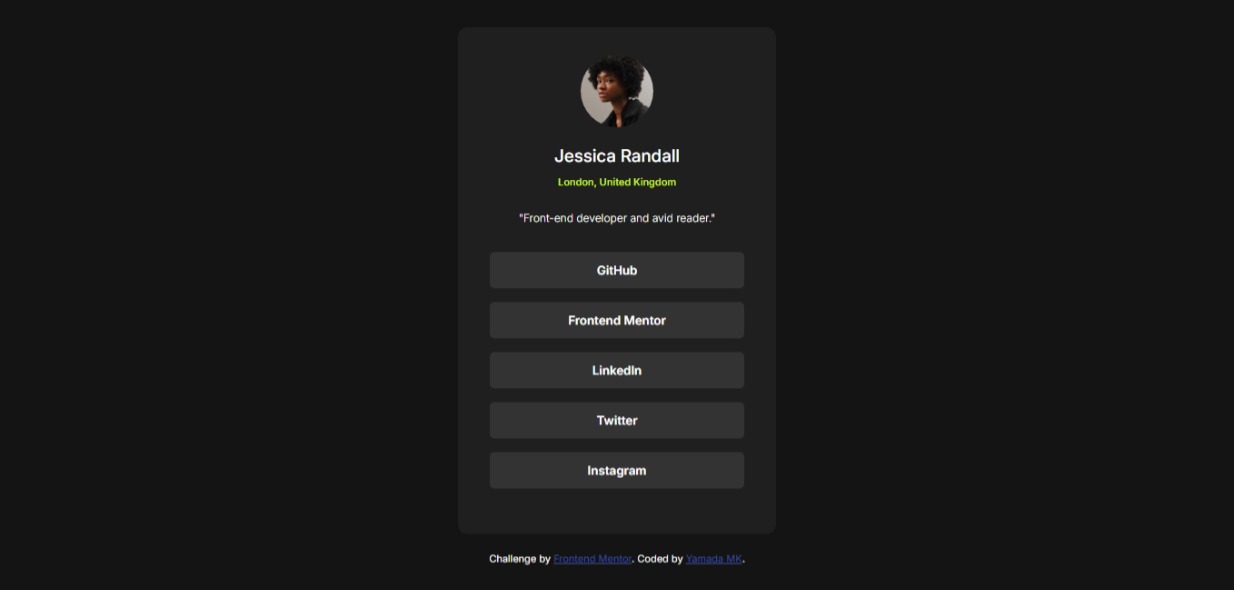 Jessica Randall
London, United Kingdom
"Front-end developer and avid reader."
GitHub
Frontend Mentor
LinkedIn
Twitter
Instagram
Challenge by Frontend Mentor. Coded by Yamada MK.